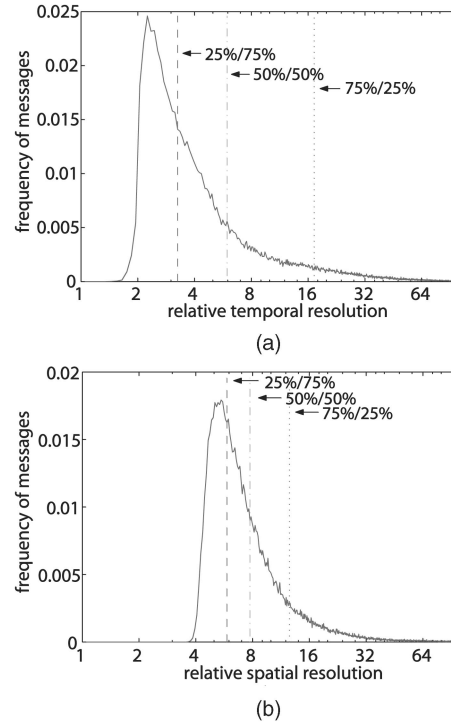 0.025
0.02
0.015
0.01
0.005
0
frequency of messages
25%/75%
50%/50%
75%/25%
1 2 4 8 16 32 64
relative temporal resolution
(a)
0.02
0.015
0.01
0.005
0
frequency of messages
25%/75%
50%/50%
75%/25%
1 2 4 8 16 32 64
relative spatial resolution
(b)